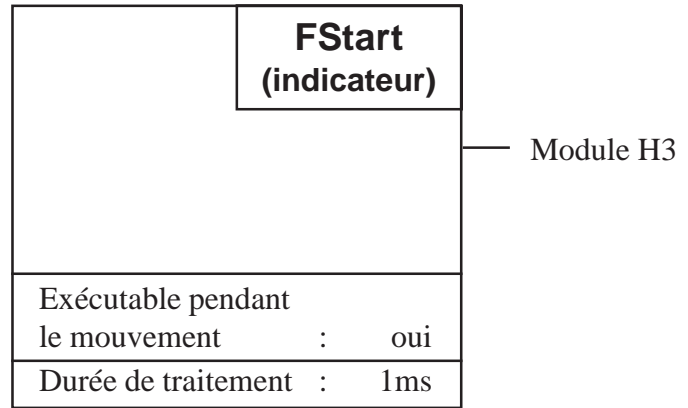 FStart
(indicateur)
Module H3
Exécutable pendant
le mouvement : oui
Durée de traitement : 1ms